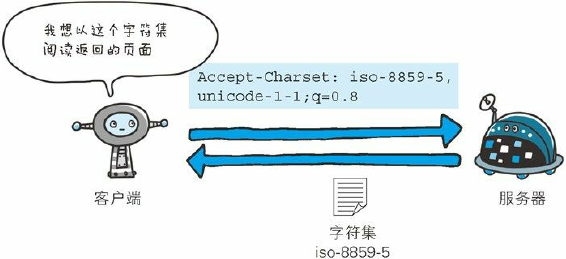 我想以这个字符集
阅读返回的页面
Accept-Charset: iso-8859-5,
unicode-1-1;q=0.8
客户端
服务器
字符集
iso-8859-5